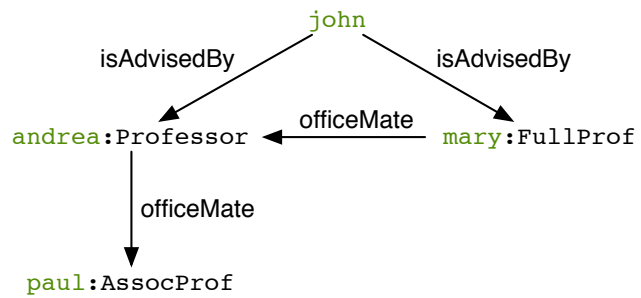 john
isAdvisedBy isAdvisedBy
andrea:Professor officeMate mary:FullProf
officeMate
paul:AssocProf